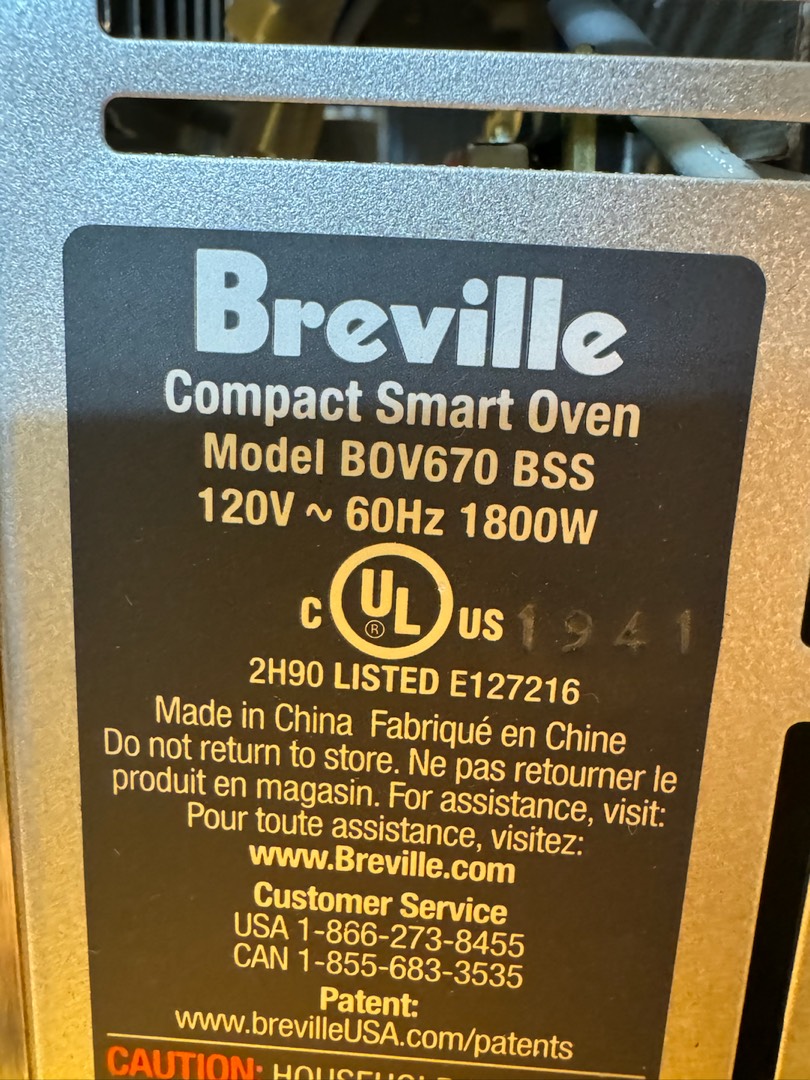 Breville
Compact Smart Oven
Model BOV670 BSS
120V ~ 60Hz 1800W
C UL ® US 1941
2H90 LISTED E127216
Made in China Fabriqué en Chine
Do not return to store. Ne pas retourner le
produit en magasin. For assistance, visit:
Pour toute assistance, visitez:
www.Breville.com
Customer Service
USA 1-866-273-8455
CAN 1-855-683-3535
Patent:
www.brevilleUSA.com/patents
CAUTION: